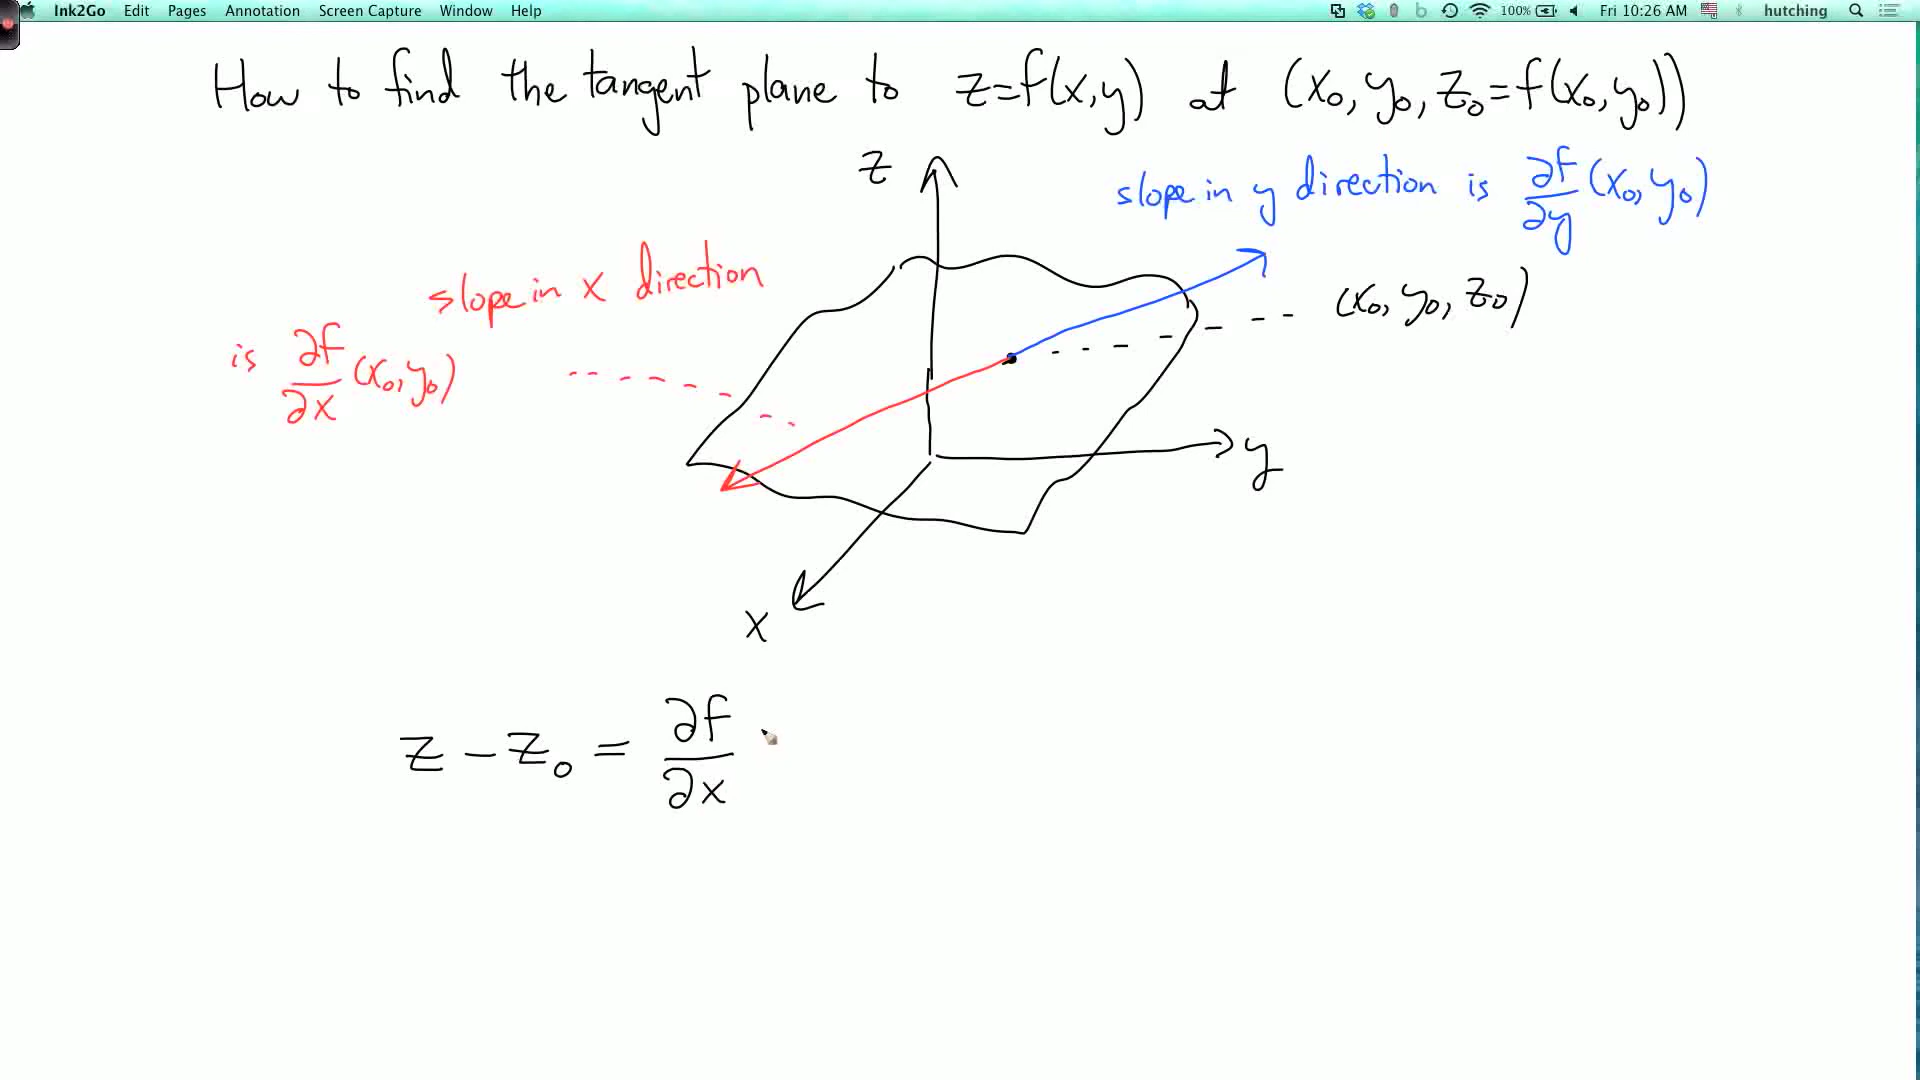 Ink2Go Edit Pages Annotation Screen Capture Window Help 100% Fri 10:26 AM hutching
How to find the tangent plane to z=f(x,y) at (x₀, y₀, z₀=f(x₀,y₀))
z
slope in y direction is ∂f/∂y (x₀, y₀)
slope in x direction
is ∂f/∂x (x₀, y₀)
(x₀, y₀, z₀)
y
x
z - z₀ = ∂f/∂x